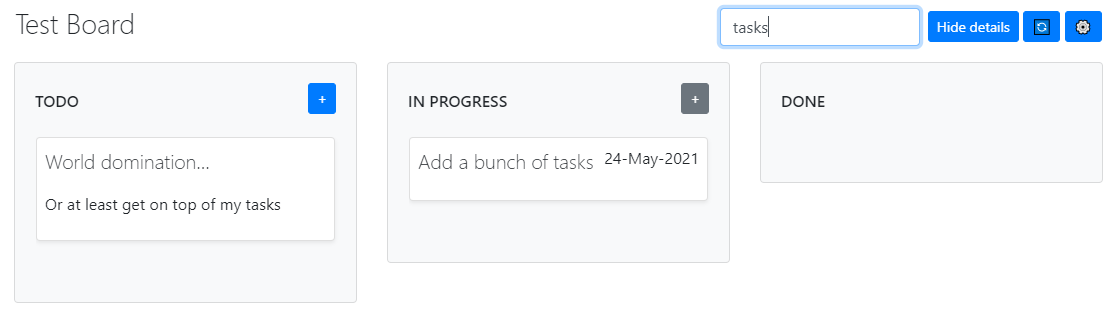 Test Board
tasks
Hide details
TODO
+
World domination...
Or at least get on top of my tasks
IN PROGRESS
+
Add a bunch of tasks
24-May-2021
DONE